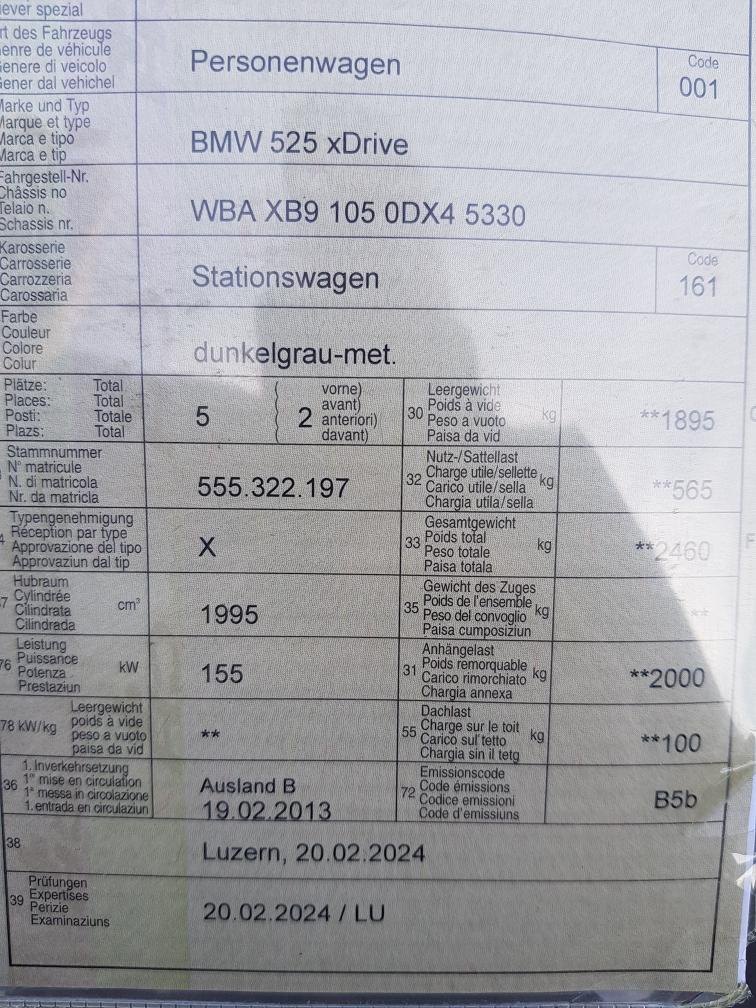 iever spezial
rt des Fahrzeugs
enre de véhicule
Genere di veicolo
Gener dal vehichel
Personenwagen
Code
001
Marke und Typ
Marque et type
Marca e tipo
Marca e tip
BMW 525 xDrive
Fahrgestell-Nr.
Châssis no
Telaio n.
Schassis nr.
WBA XB9 105 0DX4 5330
Karosserie
Carrosserie
Carrozzeria
Carossaria
Stationswagen
Code
161
Farbe
Couleur
Colore
Colur
dunkelgrau-met.
Plätze: Total
Places: Total
Posti: Totale
Plazs: Total
5
2
vorne)
avant)
anteriori)
davant)
30
Leergewicht
Poids à vide
Peso a vuoto
Paisa da vid
kg
**1895
Stammnummer
N° matricule
N. di matricola
Nr. da matricla
555.322.197
32
Nutz-/Sattellast
Charge utile/sellette
Carico utile/sella
Chargia utila/sella
kg
**565
Typengenehmigung
Réception par type
Approvazione del tipo
Approvaziun dal tip
X
33
Gesamtgewicht
Poids total
Peso totale
Paisa totala
kg
**2460
7
Hubraum
Cylindrée
Cilindrata
Cilindrada
cm³
1995
35
Gewicht des Zuges
Poids de l'ensemble
Peso del convoglio
Paisa cumposiziun
kg
**
76
Leistung
Puissance
Potenza
Prestaziun
kW
155
31
Anhängelast
Poids remorquable
Carico rimorchiato
Chargia annexa
kg
**2000
78 kW/kg
Leergewicht
poids à vide
peso a vuoto
paisa da vid
**
55
Dachlast
Charge sur le toit
Carico sul tetto
Chargia sin il tetg
kg
**100
36
1. Inverkehrsetzung
1re mise en circulation
1a messa in circolazione
1. entrada en circulaziun
Ausland B
19.02.2013
72
Emissionscode
Code émissions
Codice emissioni
Code d'emissiuns
B5b
38
Luzern, 20.02.2024
39
Prüfungen
Expertises
Perizie
Examinaziuns
20.02.2024 / LU